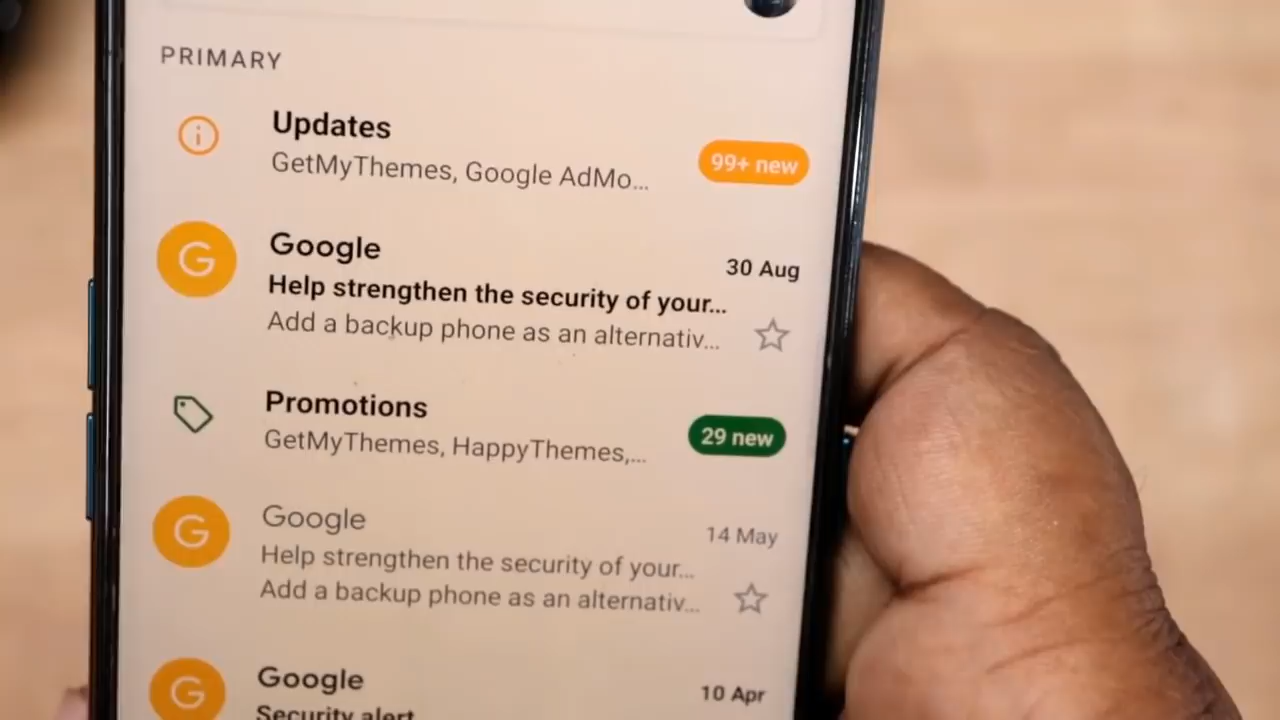 PRIMARY
Updates
GetMyThemes, Google AdMo...
99+ new
G
Google
30 Aug
Help strengthen the security of your...
Add a backup phone as an alternativ...
Promotions
GetMyThemes, HappyThemes,...
29 new
G
Google
14 May
Help strengthen the security of your...
Add a backup phone as an alternativ...
G
Google
10 Apr
Security alert